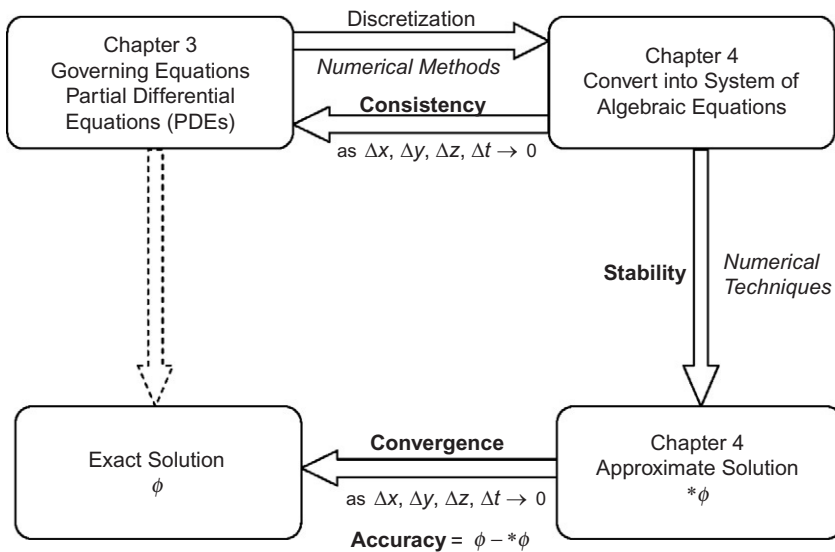 Chapter 3
Governing Equations
Partial Differential
Equations (PDEs)
Discretization
Numerical Methods
Consistency
as Δx, Δy, Δz, Δt → 0
Chapter 4
Convert into System of
Algebraic Equations
Stability
Numerical
Techniques
Exact Solution
ϕ
Convergence
as Δx, Δy, Δz, Δt → 0
Accuracy = ϕ – *ϕ
Chapter 4
Approximate Solution
*ϕ